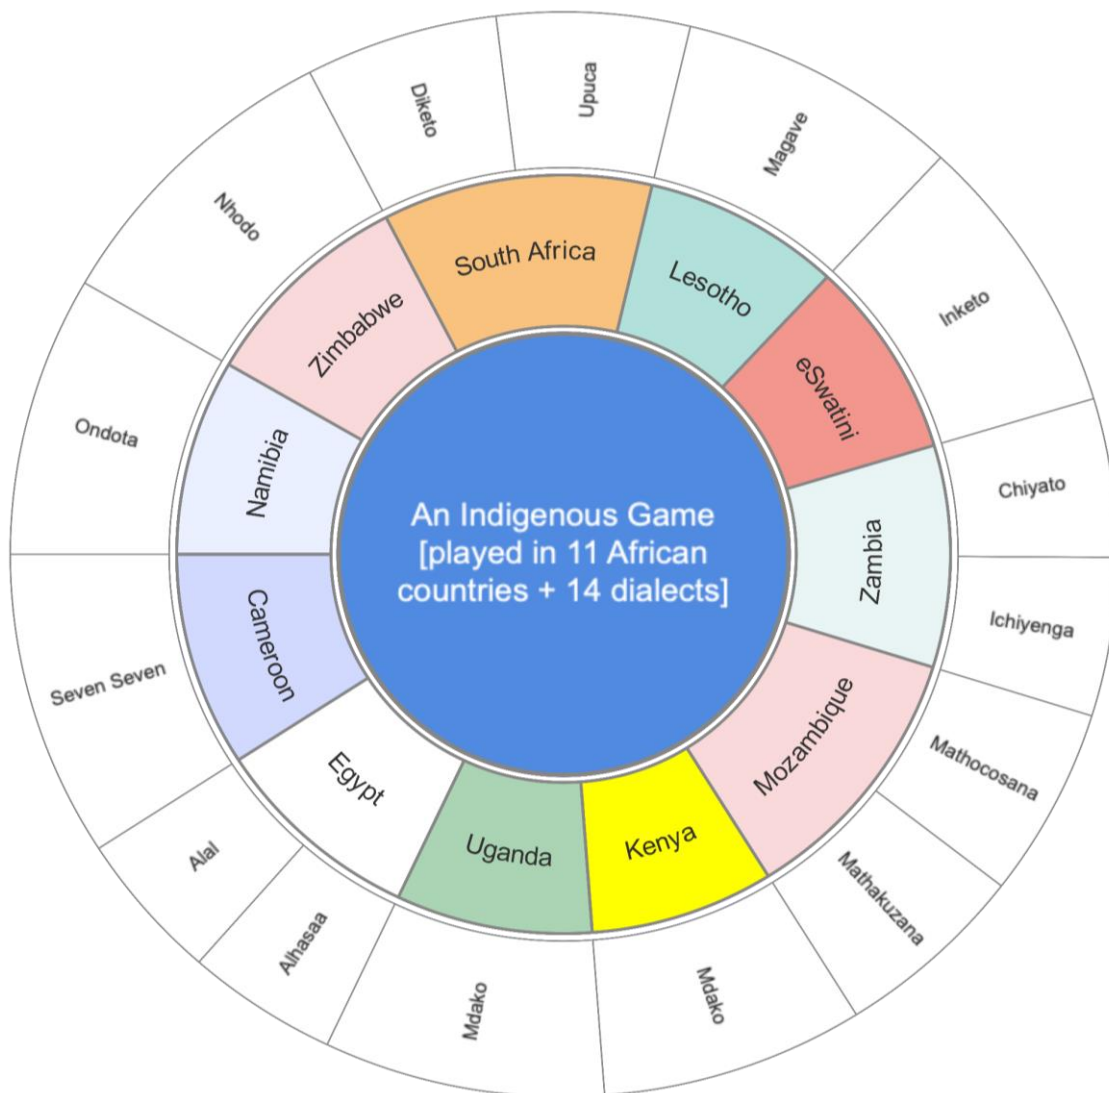 An Indigenous Game
[played in 11 African
countries + 14 dialects]
South Africa
Lesotho
eSwatini
Zambia
Mozambique
Kenya
Uganda
Egypt
Cameroon
Namibia
Zimbabwe
Diketo
Upuca
Magave
Inketo
Chiyato
Ichiyenga
Mathocosana
Mathakuzana
Mdako
Mdako
Alhasaa
Alal
Seven Seven
Ondota
Nhodo